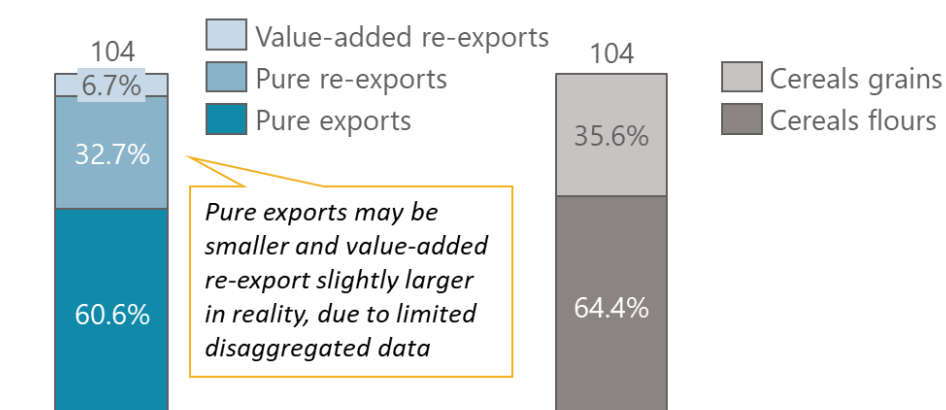 104
6.7%
32.7%
60.6%
Value-added re-exports
Pure re-exports
Pure exports
Pure exports may be
smaller and value-added
re-export slightly larger
in reality, due to limited
disaggregated data
104
35.6%
64.4%
Cereals grains
Cereals flours